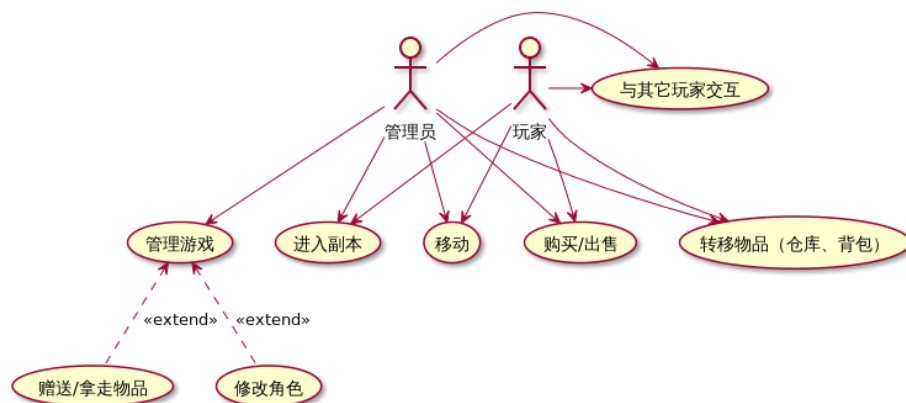 与其它玩家交互
管理员
玩家
管理游戏
进入副本
移动
购买/出售
转移物品（仓库、背包）
«extend»
«extend»
赠送/拿走物品
修改角色